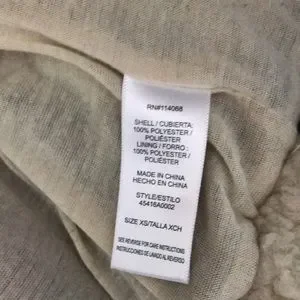 RN#114068
SHELL / CUBIERTA:
100% POLYESTER /
POLIÉSTER
LINING / FORRO :
100% POLYESTER /
POLIÉSTER
MADE IN CHINA
HECHO EN CHINA
STYLE/ESTILO
45418A0002
SIZE XS/TALLA XCH
SEE REVERSE FOR CARE INSTRUCTIONS
INSTRUCCIONES DE LAVADO AL REVERSO